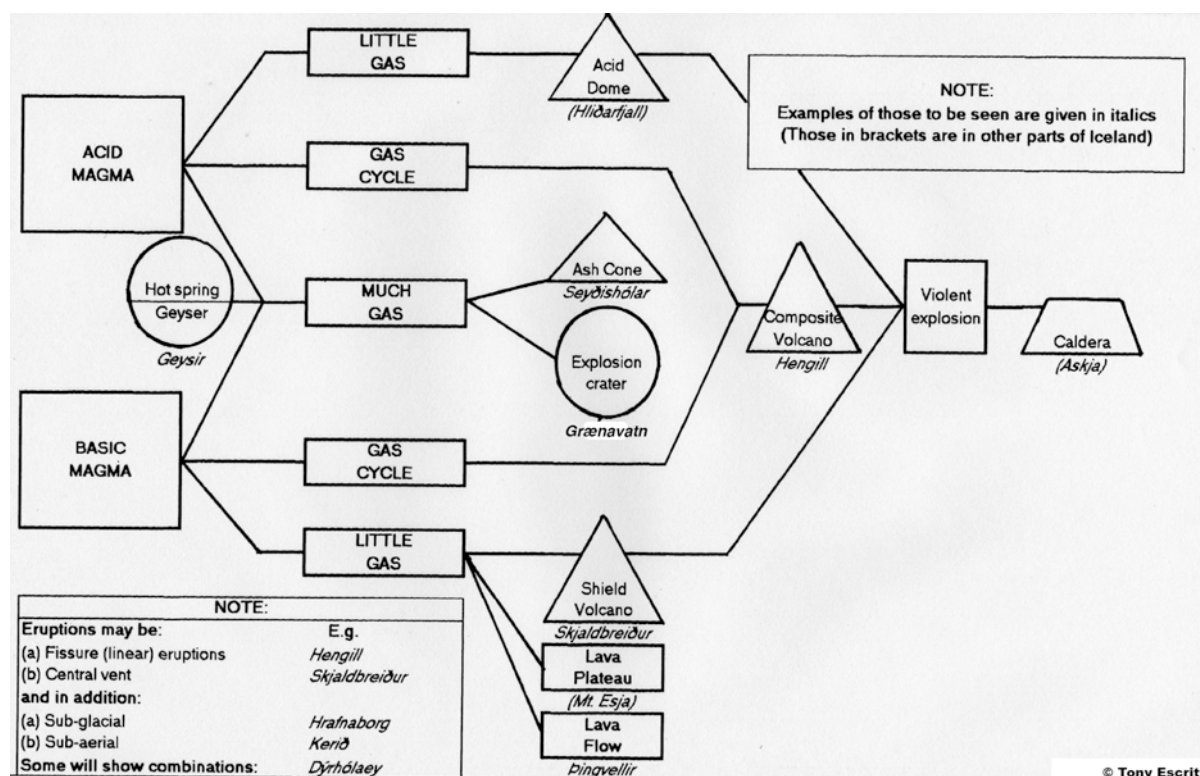 LITTLE
GAS
Acid
Dome
(Hlíðarfjall)
NOTE:
Examples of those to be seen are given in italics
(Those in brackets are in other parts of Iceland)
ACID
MAGMA
GAS
CYCLE
Hot spring
Geyser
Geysir
MUCH
GAS
Ash Cone
Seyðishólar
Explosion
crater
Grænavatn
Composite
Volcano
Hengill
Violent
explosion
Caldera
(Askja)
BASIC
MAGMA
GAS
CYCLE
LITTLE
GAS
Shield
Volcano
Skjaldbreiður
Lava
Plateau
(Mt. Esja)
Lava
Flow
Þingvellir
NOTE:
Eruptions may be: E.g.
(a) Fissure (linear) eruptions Hengill
(b) Central vent Skjaldbreiður
and in addition:
(a) Sub-glacial Hrafnaborg
(b) Sub-aerial Kerið
Some will show combinations: Dýrhólaey
© Tony Escrit